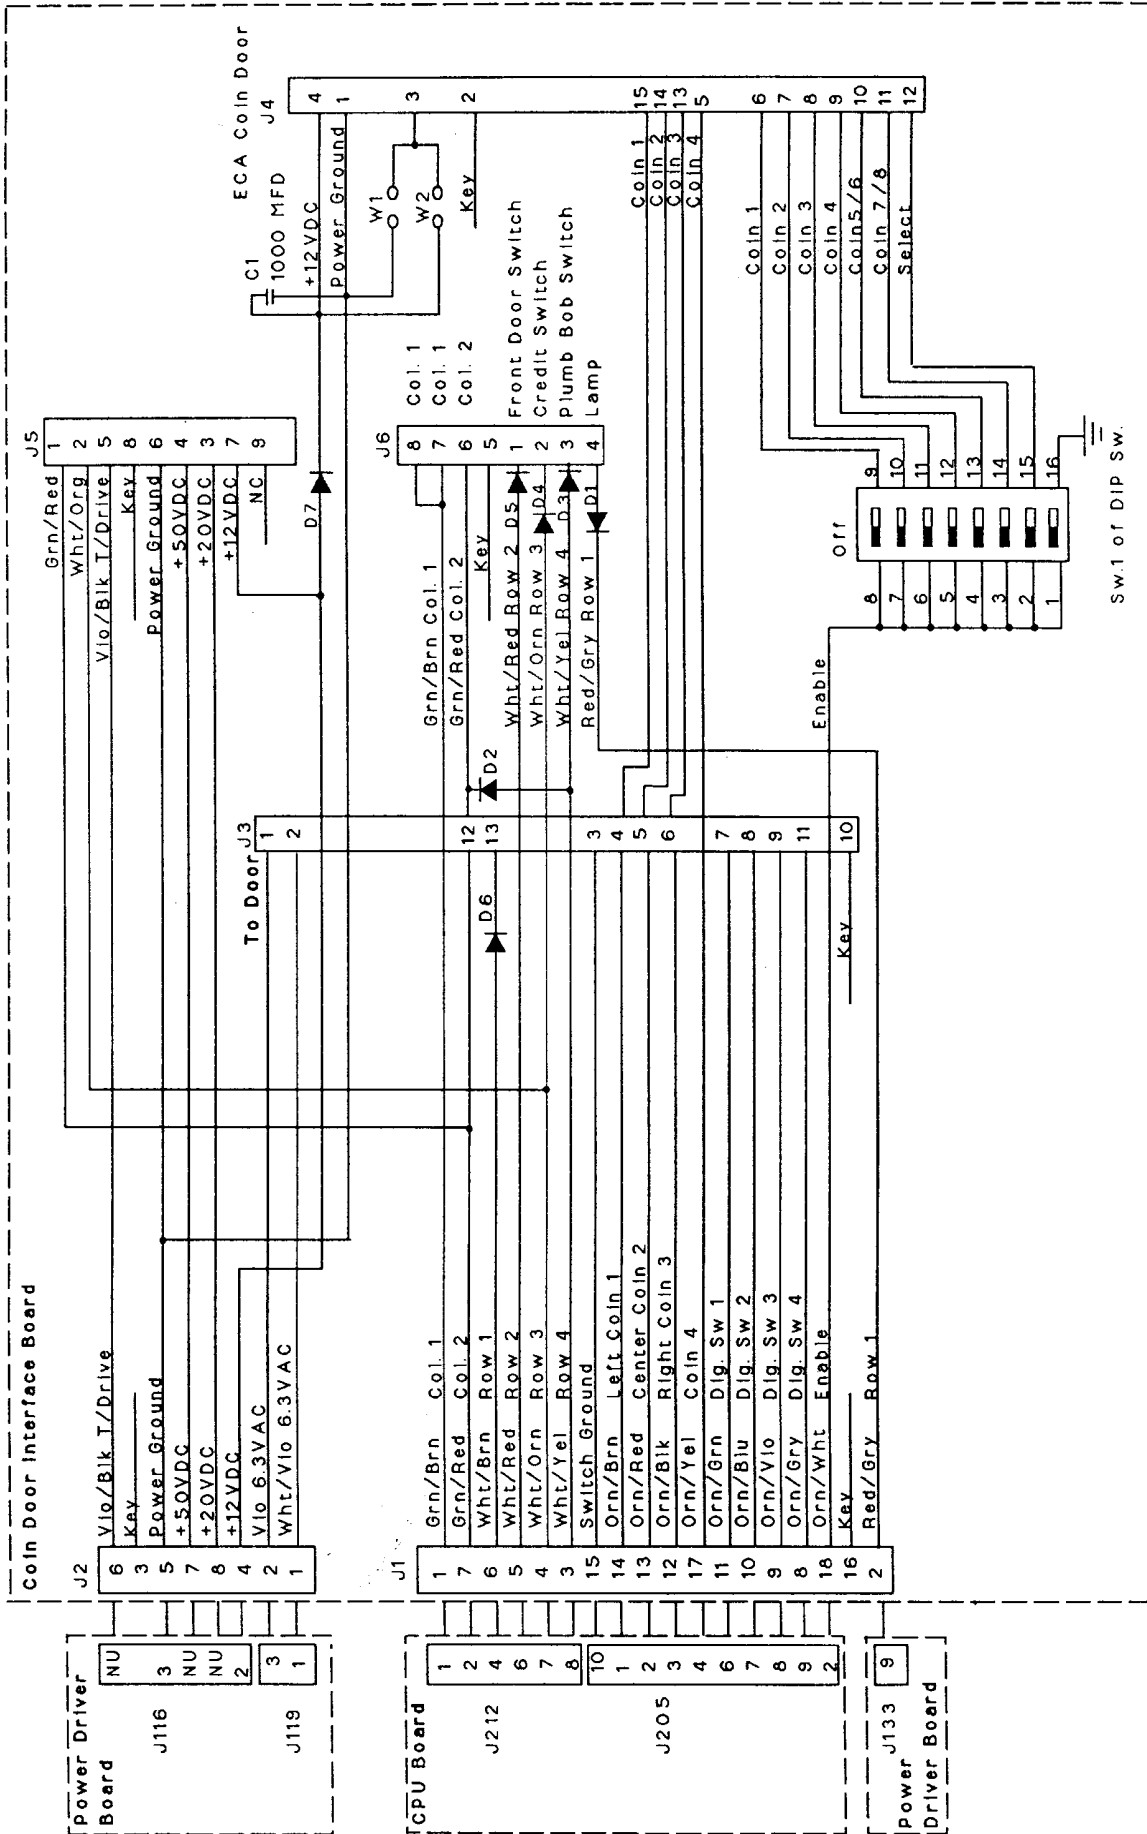 Coin Door Interface Board
Power Driver
Board
J116
NU
3
NU
NU
2
J119
3
1
J2
6 Vio/Blk T/Drive
3 Key
5 Power Ground
7 +50VDC
8 +20VDC
4 +12VDC
2 Vio 6.3VAC
1 Wht/Vio 6.3VAC
CPU Board
J212
1
2
4
6
7
8
J205
10
1
2
3
4
6
7
8
9
2
J133
9
Power
Driver Board
J1
1 Grn/Brn Col. 1
7 Grn/Red Col. 2
6 Wht/Brn Row 1
5 Wht/Red Row 2
4 Wht/Orn Row 3
3 Wht/Yel Row 4
15 Switch Ground
14 Orn/Brn Left Coin 1
13 Orn/Red Center Coin 2
12 Orn/Blk Right Coin 3
17 Orn/Yel Coin 4
11 Orn/Grn Dig. Sw 1
10 Orn/Blu Dig. Sw 2
9 Orn/Vio Dig. Sw 3
8 Orn/Gry Dig. Sw 4
18 Orn/Wht Enable
16 Key
2 Red/Gry Row 1
To Door
J3
1
2
12
13
3
4
5
6
7
8
9
11
10
Key
D6
D2
J5
Grn/Red 1
Wht/Org 2
Vio/Blk T/Drive 5
Key 8
Power Ground 6
+50VDC 4
+20VDC 3
+12VDC 7
NC 9
D7
J6
8 Col. 1
7 Col. 1
6 Col. 2
5
1 Front Door Switch
2 Credit Switch
3 Plumb Bob Switch
4 Lamp
Grn/Brn Col. 1
Grn/Red Col. 2
Key
Wht/Red Row 2 D5
Wht/Orn Row 3 D4
Wht/Yel Row 4 D3
Red/Gry Row 1 D1
Enable
ECA Coin Door
J4
C1
1000 MFD
+12VDC 4
Power Ground 1
W1
W2
3
Key 2
Coin 1 15
Coin 2 14
Coin 3 13
Coin 4 5
Coin 1 6
Coin 2 7
Coin 3 8
Coin 4 9
Coin5/6 10
Coin 7/8 11
Select 12
Off
8 9
7 10
6 11
5 12
4 13
3 14
2 15
1 16
Sw.1 of DIP Sw.